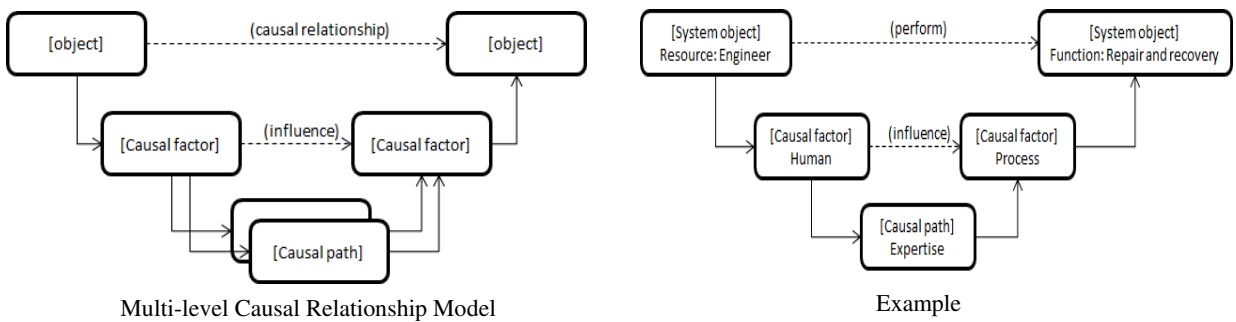 [object]
(causal relationship)
[object]
[Causal factor]
(influence)
[Causal factor]
[Causal path]
Multi-level Causal Relationship Model
[System object]
Resource: Engineer
(perform)
[System object]
Function: Repair and recovery
[Causal factor]
Human
(influence)
[Causal factor]
Process
[Causal path]
Expertise
Example